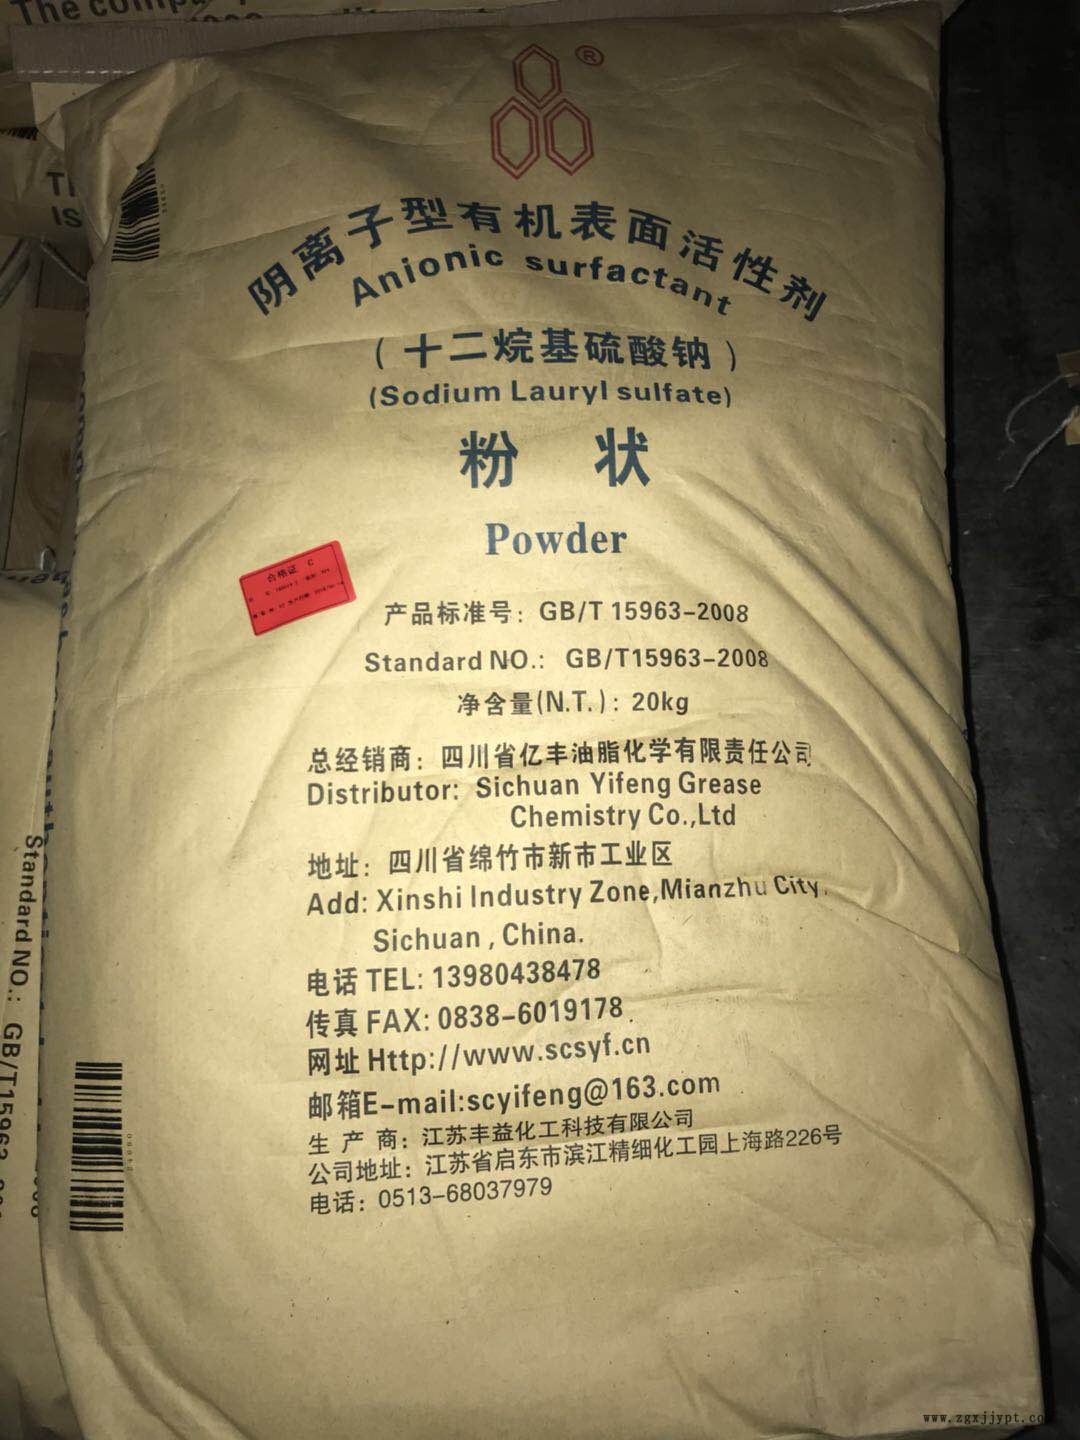 The company
®
阴离子型有机表面活性剂
Anionic surfactant
(十二烷基硫酸钠)
(Sodium Lauryl sulfate)
粉 状
Powder
合格证 C
产品标准号: GB/T 15963-2008
Standard NO.: GB/T15963-2008
净含量(N.T.): 20kg
总经销商: 四川省亿丰油脂化学有限责任公司
Distributor: Sichuan Yifeng Grease
Chemistry Co.,Ltd
地址: 四川省绵竹市新市工业区
Add: Xinshi Industry Zone,Mianzhu City,
Sichuan , China.
电话 TEL: 13980438478
传真 FAX: 0838-6019178
网址 Http://www.scsyf.cn
邮箱E-mail:scyifeng@163.com
生 产 商: 江苏丰益化工科技有限公司
公司地址: 江苏省启东市滨江精细化工园上海路226号
电话: 0513-68037979
Standard NO.: GB/T15963
www.zgxjjypt.co